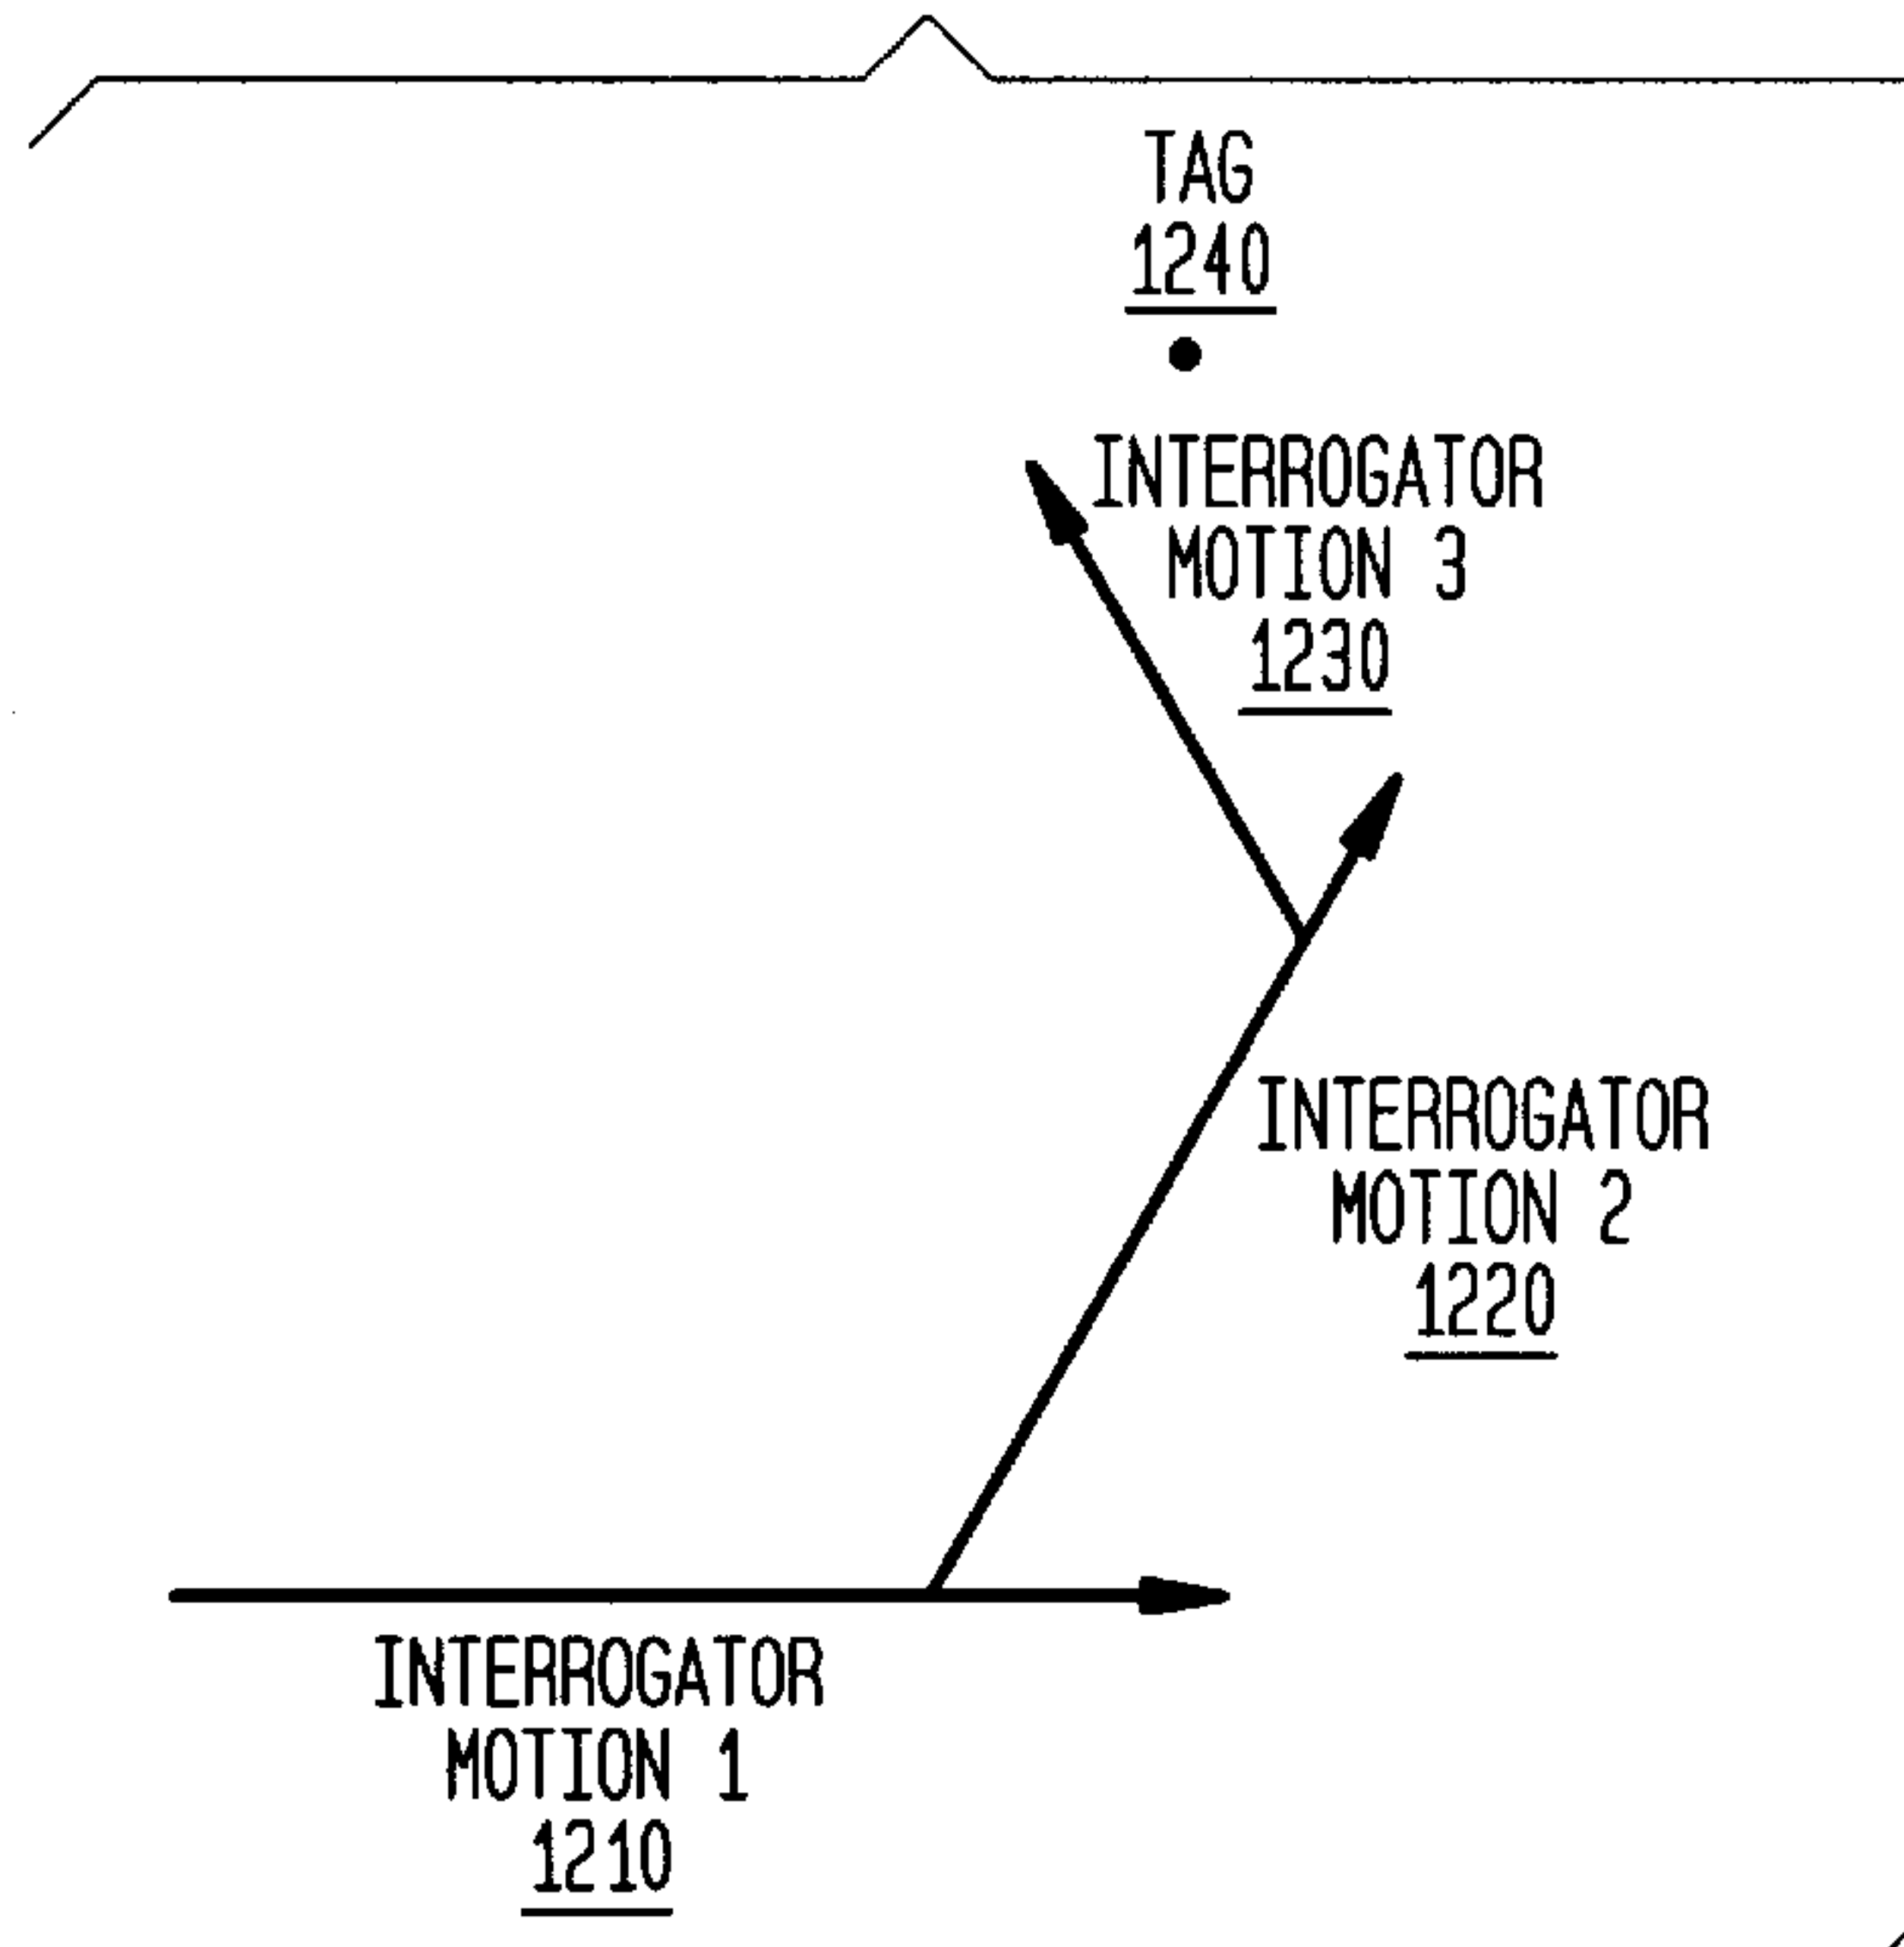 TAG
1240
INTERROGATOR
MOTION 3
1230
INTERROGATOR
MOTION 2
1220
INTERROGATOR
MOTION 1
1210